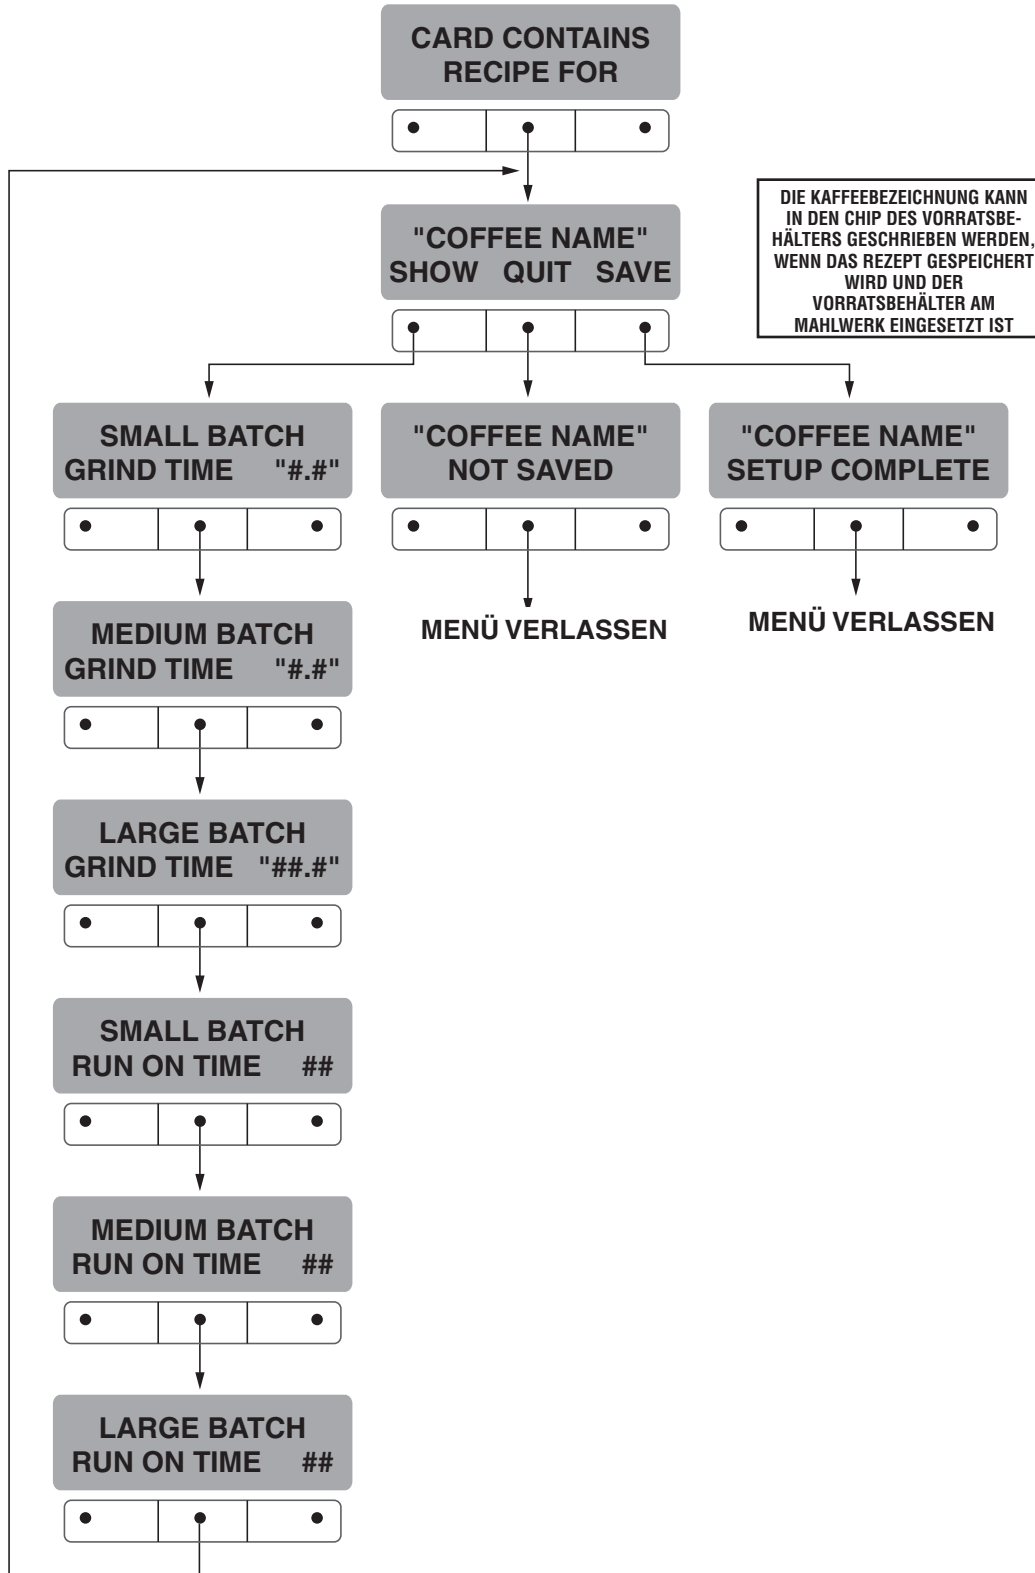 CARD CONTAINS
RECIPE FOR
DIE KAFFEEBEZEICHNUNG KANN
IN DEN CHIP DES VORRATSBE-
HÄLTERS GESCHRIEBEN WERDEN,
WENN DAS REZEPT GESPEICHERT
WIRD UND DER
VORRATSBEHÄLTER AM
MAHLWERK EINGESETZT IST
"COFFEE NAME"
SHOW QUIT SAVE
SMALL BATCH
GRIND TIME "#.#"
"COFFEE NAME"
NOT SAVED
"COFFEE NAME"
SETUP COMPLETE
MENÜ VERLASSEN
MENÜ VERLASSEN
MEDIUM BATCH
GRIND TIME "#.#"
LARGE BATCH
GRIND TIME "##.#"
SMALL BATCH
RUN ON TIME ##
MEDIUM BATCH
RUN ON TIME ##
LARGE BATCH
RUN ON TIME ##